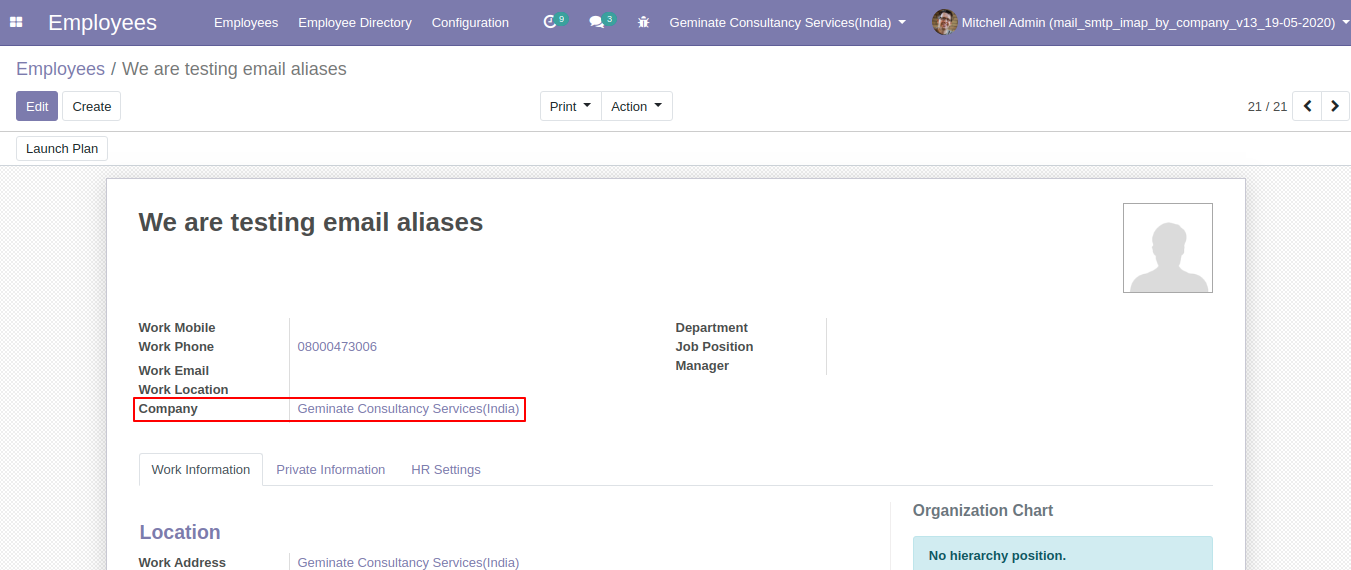 Employees Employees Employee Directory Configuration 9 3 Geminate Consultancy Services(India) Mitchell Admin (mail_smtp_imap_by_company_v13_19-05-2020)
Employees / We are testing email aliases
Edit Create Print Action 21 / 21
Launch Plan
We are testing email aliases
Work Mobile
Work Phone 08000473006
Work Email
Work Location
Company Geminate Consultancy Services(India)
Department
Job Position
Manager
Work Information Private Information HR Settings
Location
Work Address Geminate Consultancy Services(India)
Organization Chart
No hierarchy position.